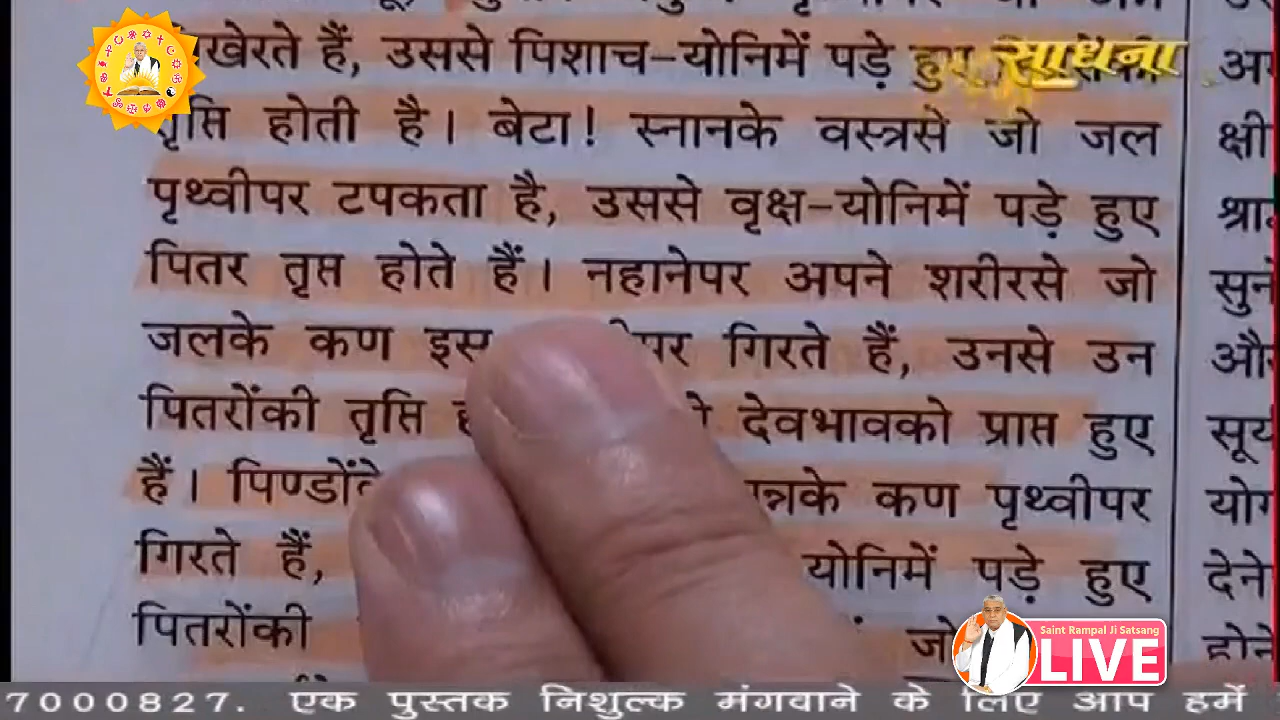 साधना
खेरते हैं, उससे पिशाच-योनिमें पड़े हुए
तृप्ति होती है। बेटा! स्नानके वस्त्रसे जो जल
पृथ्वीपर टपकता है, उससे वृक्ष-योनिमें पड़े हुए
पितर तृप्त होते हैं। नहानेपर अपने शरीरसे जो
जलके कण इस पर गिरते हैं, उनसे उन
पितरोंकी तृप्ति देवभावको प्राप्त हुए
हैं। कण पृथ्वीपर
गिरते हैं, योनिमें पड़े हुए
पितरोंकी जो
क्षी
और
देने
होने
Saint Rampal Ji Satsang
LIVE
7000827. एक पुस्तक निशुल्क मंगवाने के लिए आप हमें